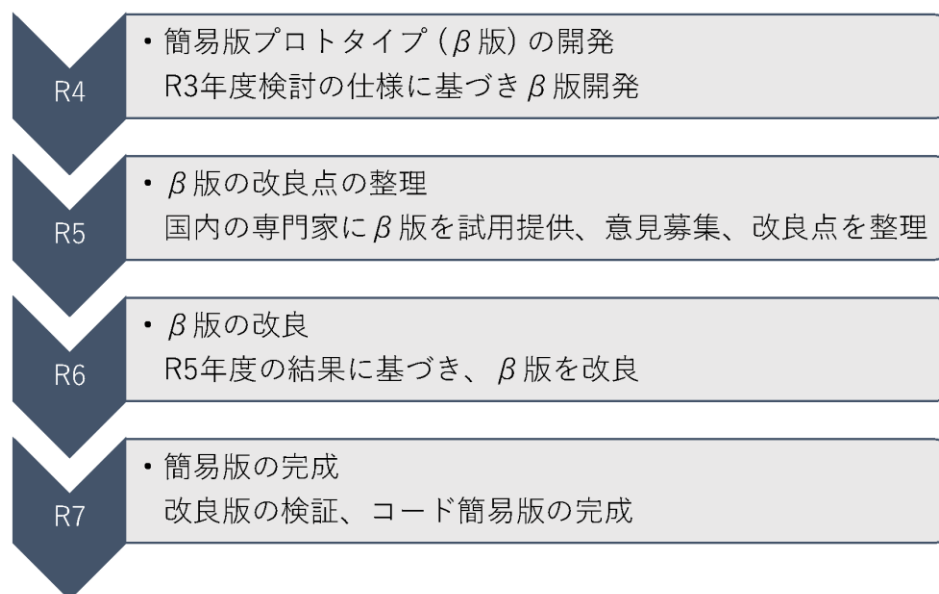 R4
・簡易版プロトタイプ（β版）の開発
R3年度検討の仕様に基づきβ版開発
R5
・β版の改良点の整理
国内の専門家にβ版を試用提供、意見募集、改良点を整理
R6
・β版の改良
R5年度の結果に基づき、β版を改良
R7
・簡易版の完成
改良版の検証、コード簡易版の完成